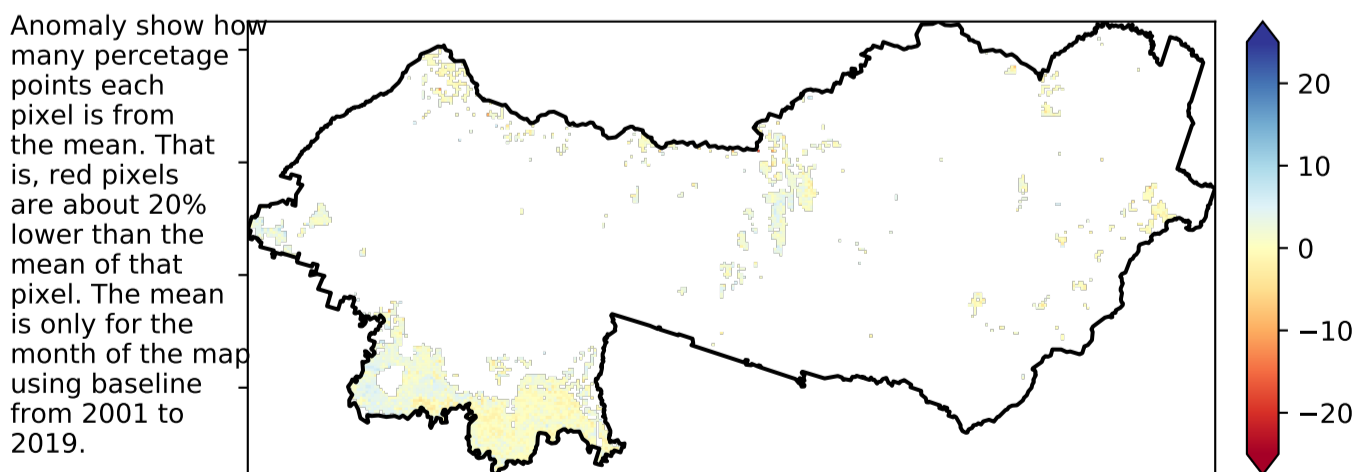 Anomaly show how
many percetage
points each
pixel is from
the mean. That
is, red pixels
are about 20%
lower than the
mean of that
pixel. The mean
is only for the
month of the map
using baseline
from 2001 to
2019.
20
10
0
−10
−20